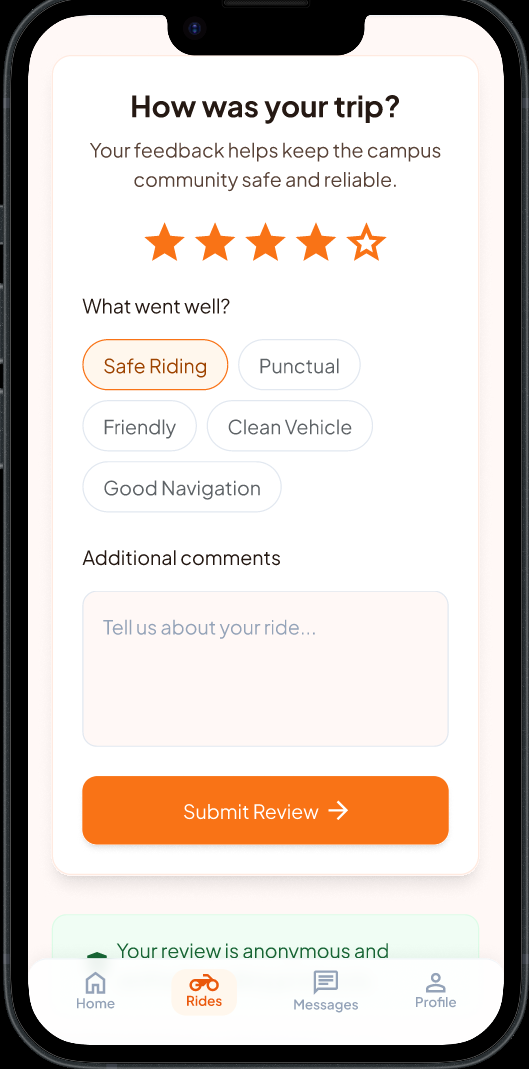 How was your trip?
Your feedback helps keep the campus
community safe and reliable.
What went well?
Safe Riding
Punctual
Friendly
Clean Vehicle
Good Navigation
Additional comments
Tell us about your ride...
Submit Review →
Your review is anonymous and
Home
Rides
Messages
Profile